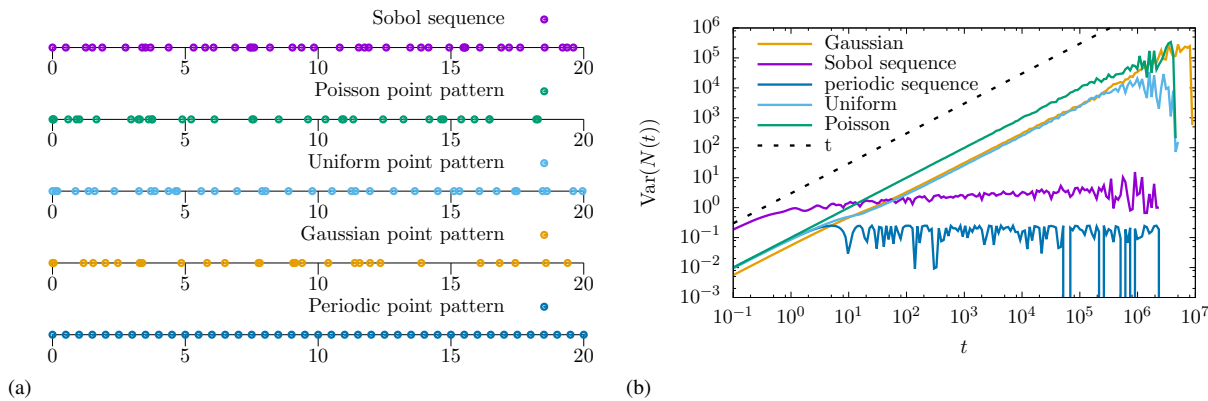 Sobol sequence
0 5 10 15 20
Poisson point pattern
0 5 10 15 20
Uniform point pattern
0 5 10 15 20
Gaussian point pattern
0 5 10 15 20
Periodic point pattern
0 5 10 15 20
(a)
10^6
10^5
10^4
10^3
10^2
10^1
10^0
10^−1
10^−2
10^−3
Var(N(t))
Gaussian
Sobol sequence
periodic sequence
Uniform
Poisson
t
10^−1 10^0 10^1 10^2 10^3 10^4 10^5 10^6 10^7
t
(b)